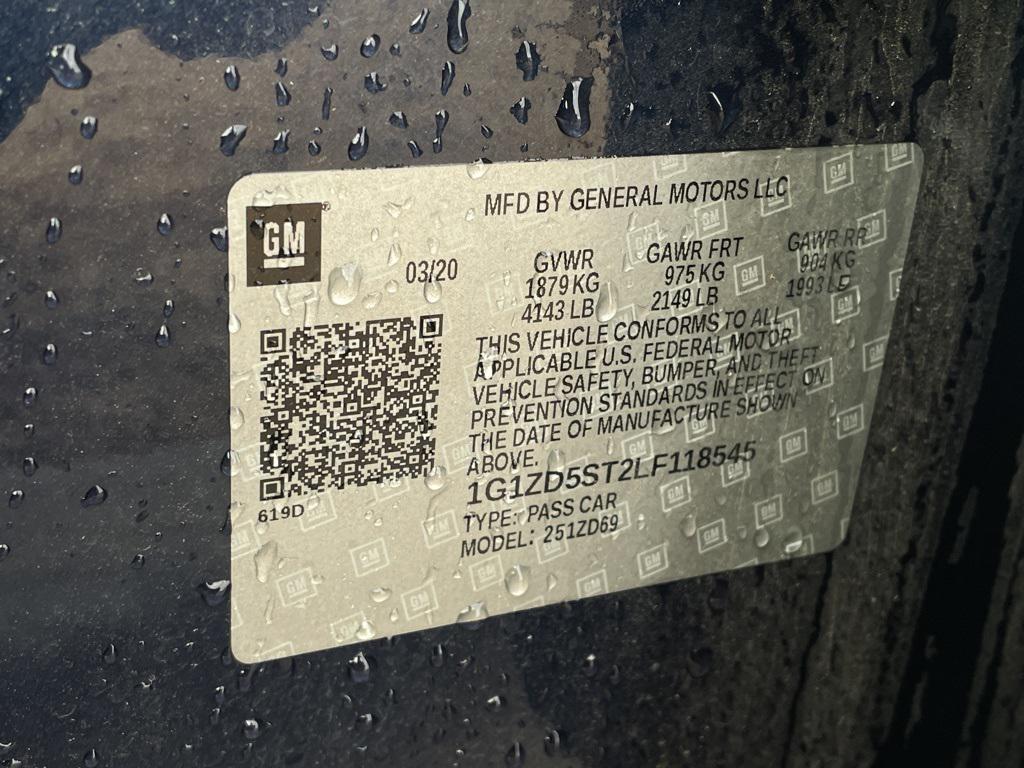 MFD BY GENERAL MOTORS LLC
GM
03/20
GVWR GAWR FRT GAWR RR
1879 KG 975 KG 904 KG
4143 LB 2149 LB 1993 LB
THIS VEHICLE CONFORMS TO ALL
APPLICABLE U.S. FEDERAL MOTOR
VEHICLE SAFETY, BUMPER, AND THEFT
PREVENTION STANDARDS IN EFFECT ON
THE DATE OF MANUFACTURE SHOWN
ABOVE.
1G1ZD5ST2LF118545
619D
TYPE: PASS CAR
MODEL: 251ZD69